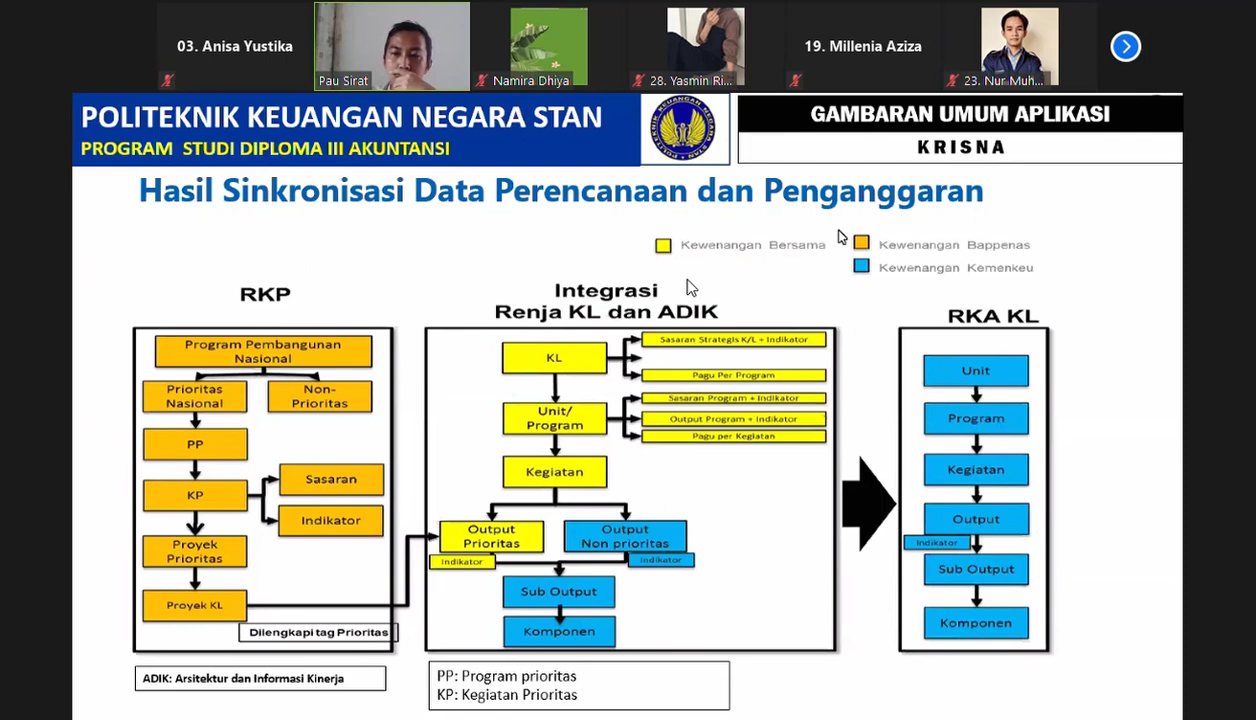 03. Anisa Yustika
Pau Sirat
Namira Dhiya
28. Yasmin Ri...
19. Millenia Aziza
23. Nur Muh...
POLITEKNIK KEUANGAN NEGARA STAN
PROGRAM STUDI DIPLOMA III AKUNTANSI
GAMBARAN UMUM APLIKASI
KRISNA
Hasil Sinkronisasi Data Perencanaan dan Penganggaran
Kewenangan Bersama
Kewenangan Bappenas
Kewenangan Kemenkeu
RKP
Program Pembangunan
Nasional
Prioritas
Nasional
Non-
Prioritas
PP
KP
Sasaran
Indikator
Proyek
Prioritas
Proyek KL
Dilengkapi tag Prioritas
ADIK: Arsitektur dan Informasi Kinerja
Integrasi
Renja KL dan ADIK
KL
Sasaran Strategis K/L + Indikator
Pagu Per Program
Unit/
Program
Sasaran Program + Indikator
Output Program + Indikator
Pagu per Kegiatan
Kegiatan
Output
Prioritas
Indikator
Output
Non prioritas
Indikator
Sub Output
Komponen
PP: Program prioritas
KP: Kegiatan Prioritas
RKA KL
Unit
Program
Kegiatan
Output
Indikator
Sub Output
Komponen